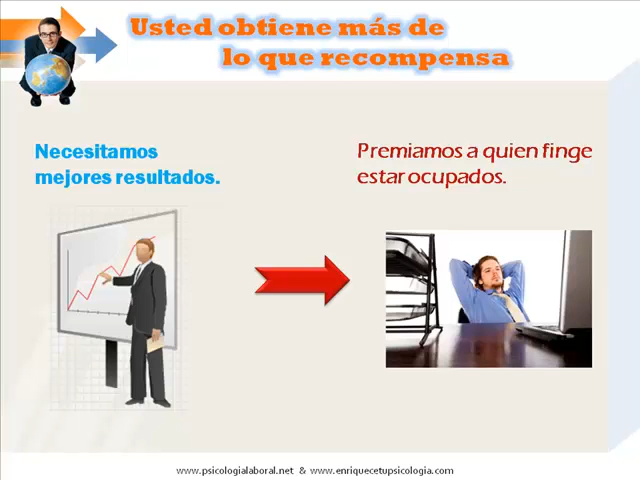 Usted obtiene más de
lo que recompensa
Necesitamos
mejores resultados.
Premiamos a quien finge
estar ocupados.
www.psicologialaboral.net & www.enriquecetupsicologia.com